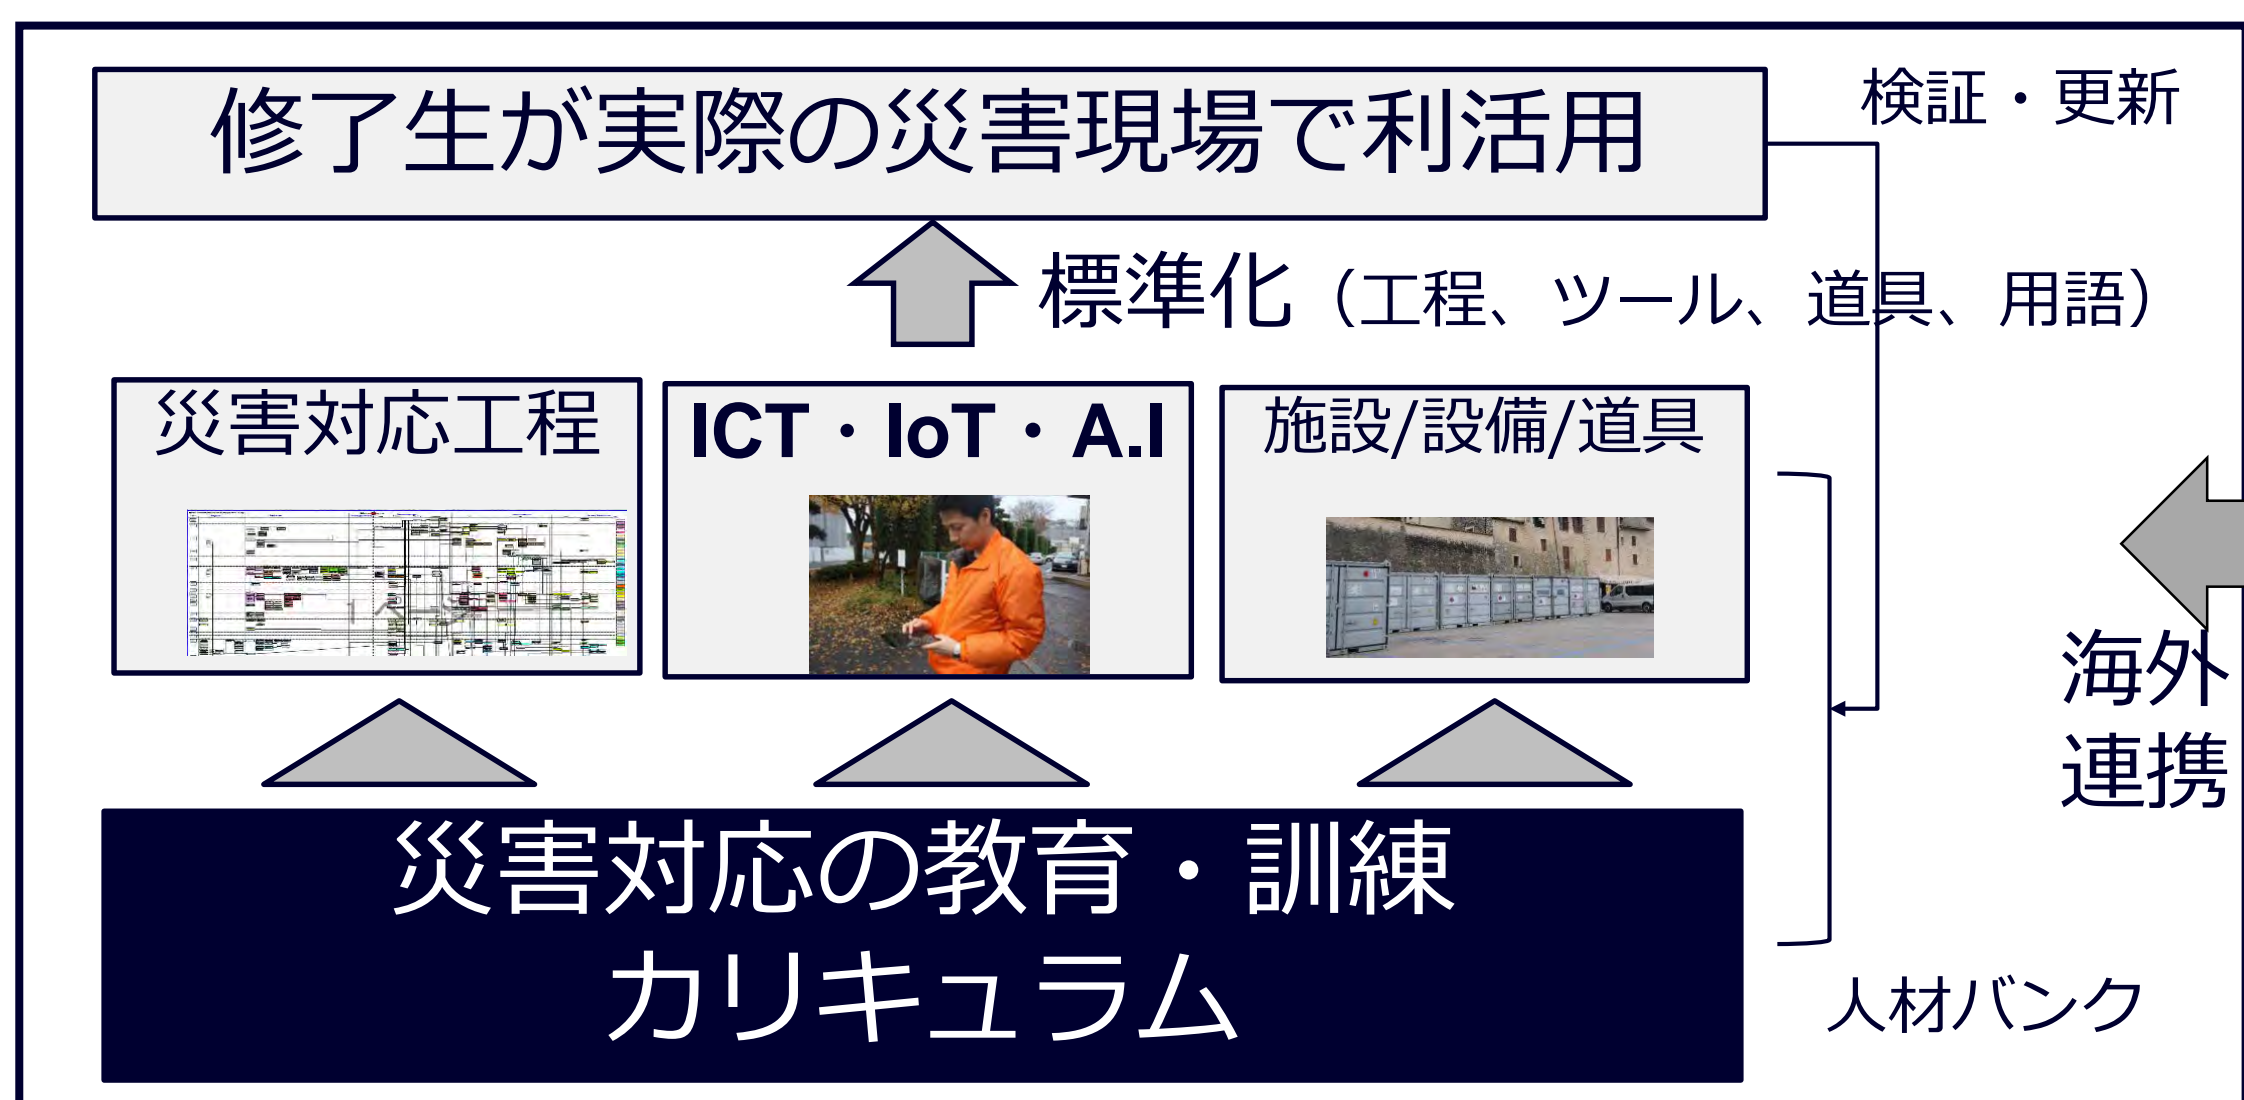 修了生が実際の災害現場で利活用
検証・更新
標準化（工程、ツール、道具、用語）
災害対応工程
ICT・IoT・A.I
施設/設備/道具
海外
連携
災害対応の教育・訓練
カリキュラム
人材バンク